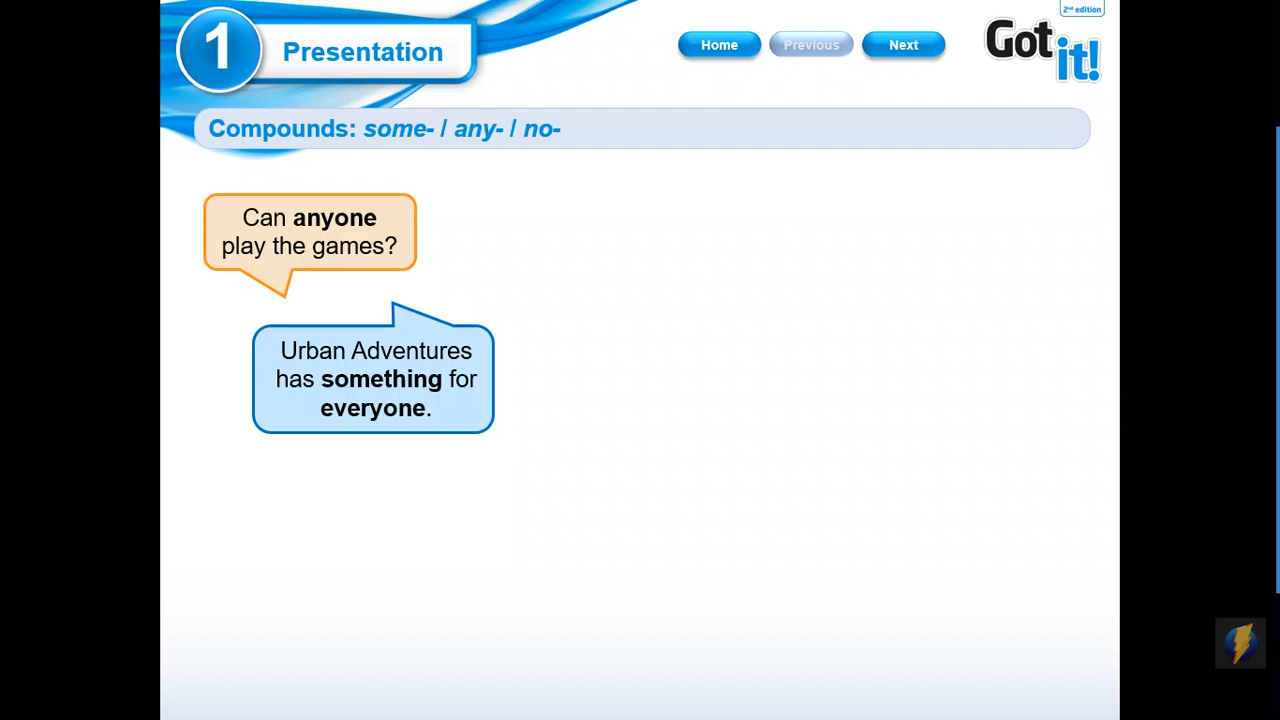 1
Presentation
Home
Previous
Next
2nd edition
Got
it!
Compounds: some- / any- / no-
Can anyone
play the games?
Urban Adventures
has something for
everyone.